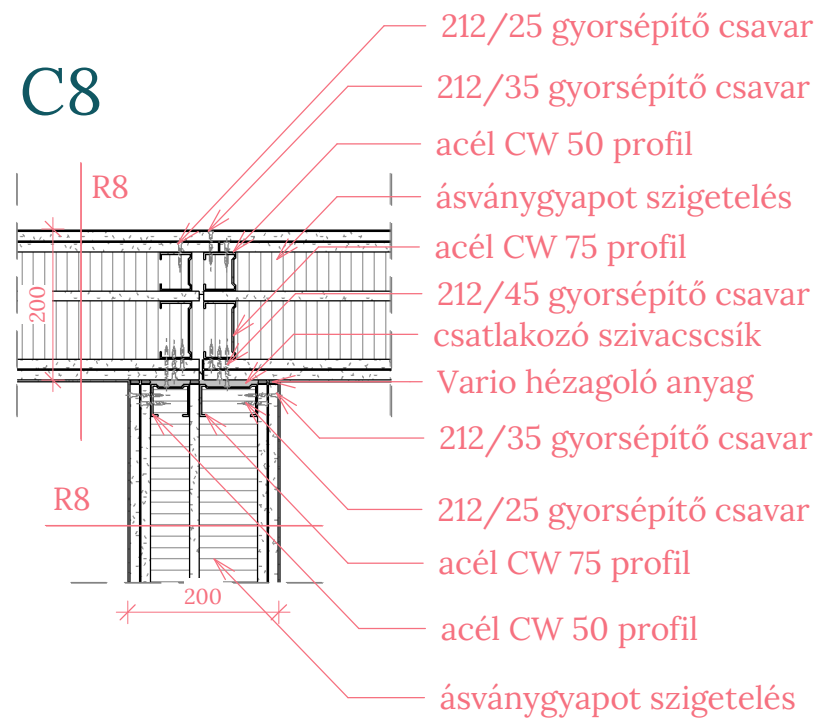 C8
212/25 gyorsépítő csavar
212/35 gyorsépítő csavar
acél CW 50 profil
ásványgyapot szigetelés
acél CW 75 profil
212/45 gyorsépítő csavar
csatlakozó szivacscsík
Vario hézagoló anyag
212/35 gyorsépítő csavar
212/25 gyorsépítő csavar
acél CW 75 profil
acél CW 50 profil
ásványgyapot szigetelés
R8
200
R8
200